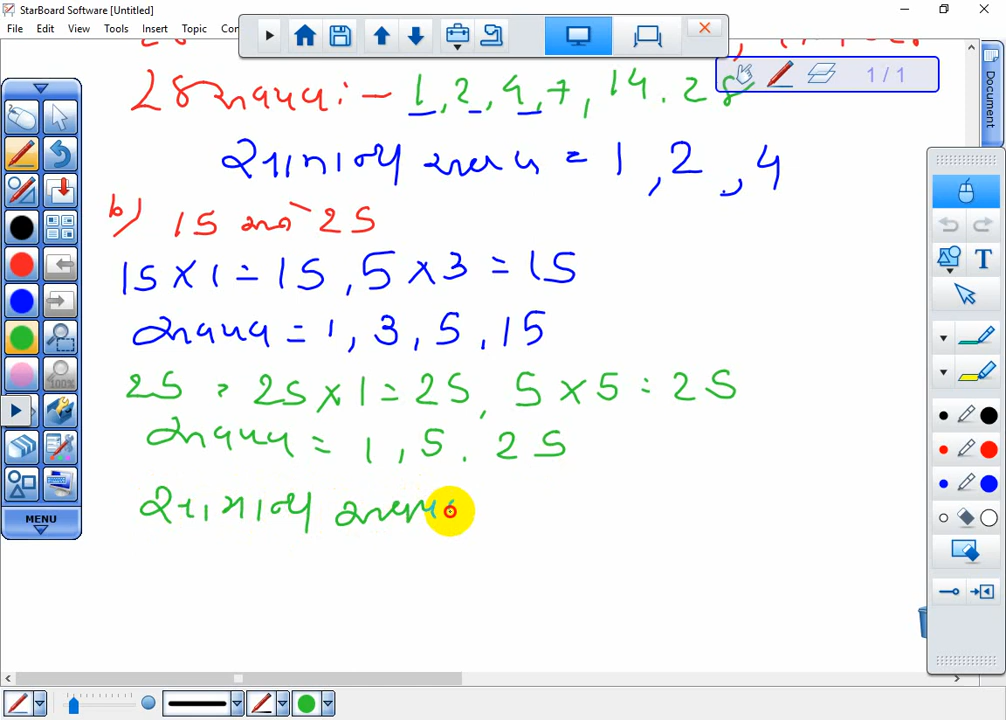 StarBoard Software [Untitled]
File Edit View Tools Insert Topic
1 / 1
28 અવયવ :- 1, 2, 4, 7, 14. 28
સામાન્ય અવયવ = 1, 2, 4
b) 15 અને 25
15 × 1 = 15, 5 × 3 = 15
અવયવ = 1, 3, 5, 15
25 = 25 × 1 = 25, 5 × 5 = 25
અવયવ = 1, 5. 25
સામાન્ય
100%
MENU
Document
T